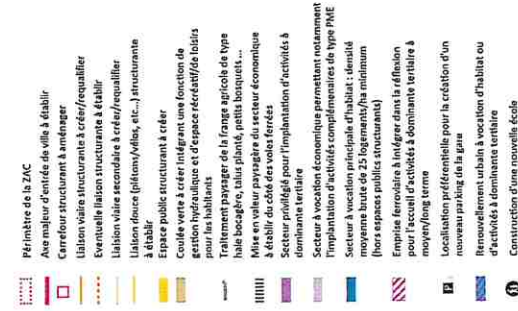 Périmètre de la ZAC
Axe majeur d'entrée de ville à établir
Carrefour structurant à aménager
Liaison viaire structurante à créer/requalifier
Eventuelle liaison structurante à établir
Liaison viaire secondaire à créer/requalifier
Liaison douce (piétons/vélos, etc...) structurante
à établir
Espace public structurant à créer
Coulée verte à créer intégrant une fonction de
gestion hydraulique et d'espace récréatif/de loisirs
pour les habitants
Traitement paysager de la frange agricole de type
haie bocagère, talus planté, petits bosquets ...
Mise en valeur paysagère du secteur économique
à établir du côté des voies ferrées
Secteur privilégié pour l'implantation d'activités à
dominante tertiaire
Secteur à vocation économique permettant notamment
l'implantation d'activités complémenaires de type PME
Secteur à vocation principale d'habitat : densité
moyenne brute de 25 logements/ha minimum
(hors espaces publics structurants)
Emprise ferroviaire à intégrer dans la réflexion
pour l'accueil d'activités à dominante tertiaire à
moyen/long terme
P
Localisation préférentielle pour la création d'un
nouveau parking de la gare
Renouvellement urbain à vocation d'habitat ou
d'activités à dominante tertiaire
Construction d'une nouvelle école